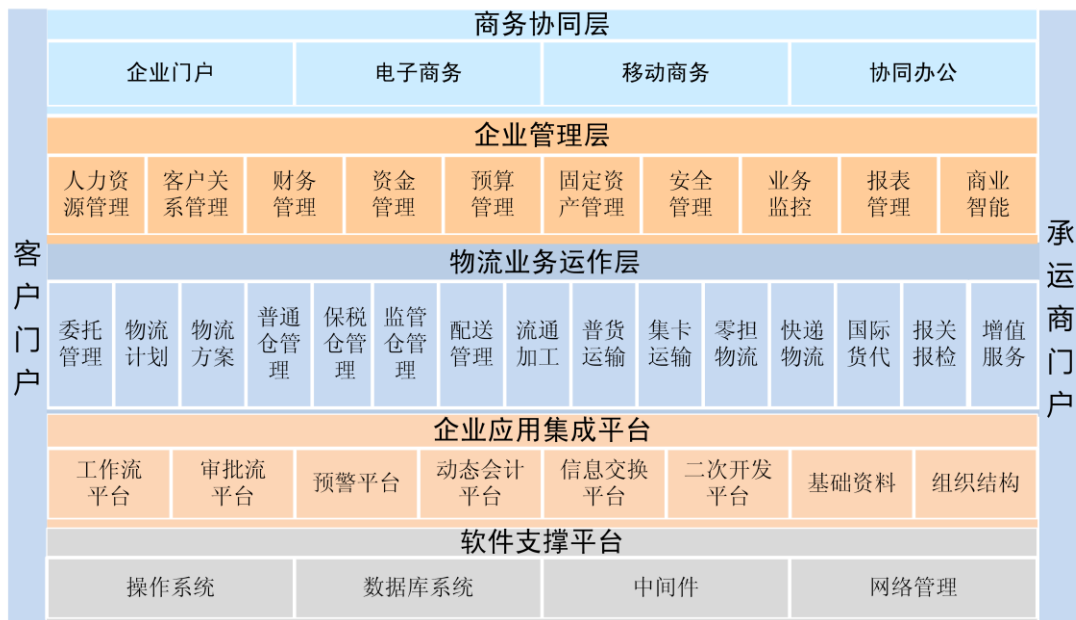 商务协同层
企业门户
电子商务
移动商务
协同办公
企业管理层
人力资
源管理
客户关
系管理
财务
管理
资金
管理
预算
管理
固定资
产管理
安全
管理
业务
监控
报表
管理
商业
智能
客户门户
承运商门户
物流业务运作层
委托
管理
物流
计划
物流
方案
普通
仓管
理
保税
仓管
理
监管
仓管
理
配送
管理
流通
加工
普货
运输
集卡
运输
零担
物流
快递
物流
国际
货代
报关
报检
增值
服务
企业应用集成平台
工作流
平台
审批流
平台
预警平台
动态会计
平台
信息交换
平台
二次开发
平台
基础资料
组织结构
软件支撑平台
操作系统
数据库系统
中间件
网络管理